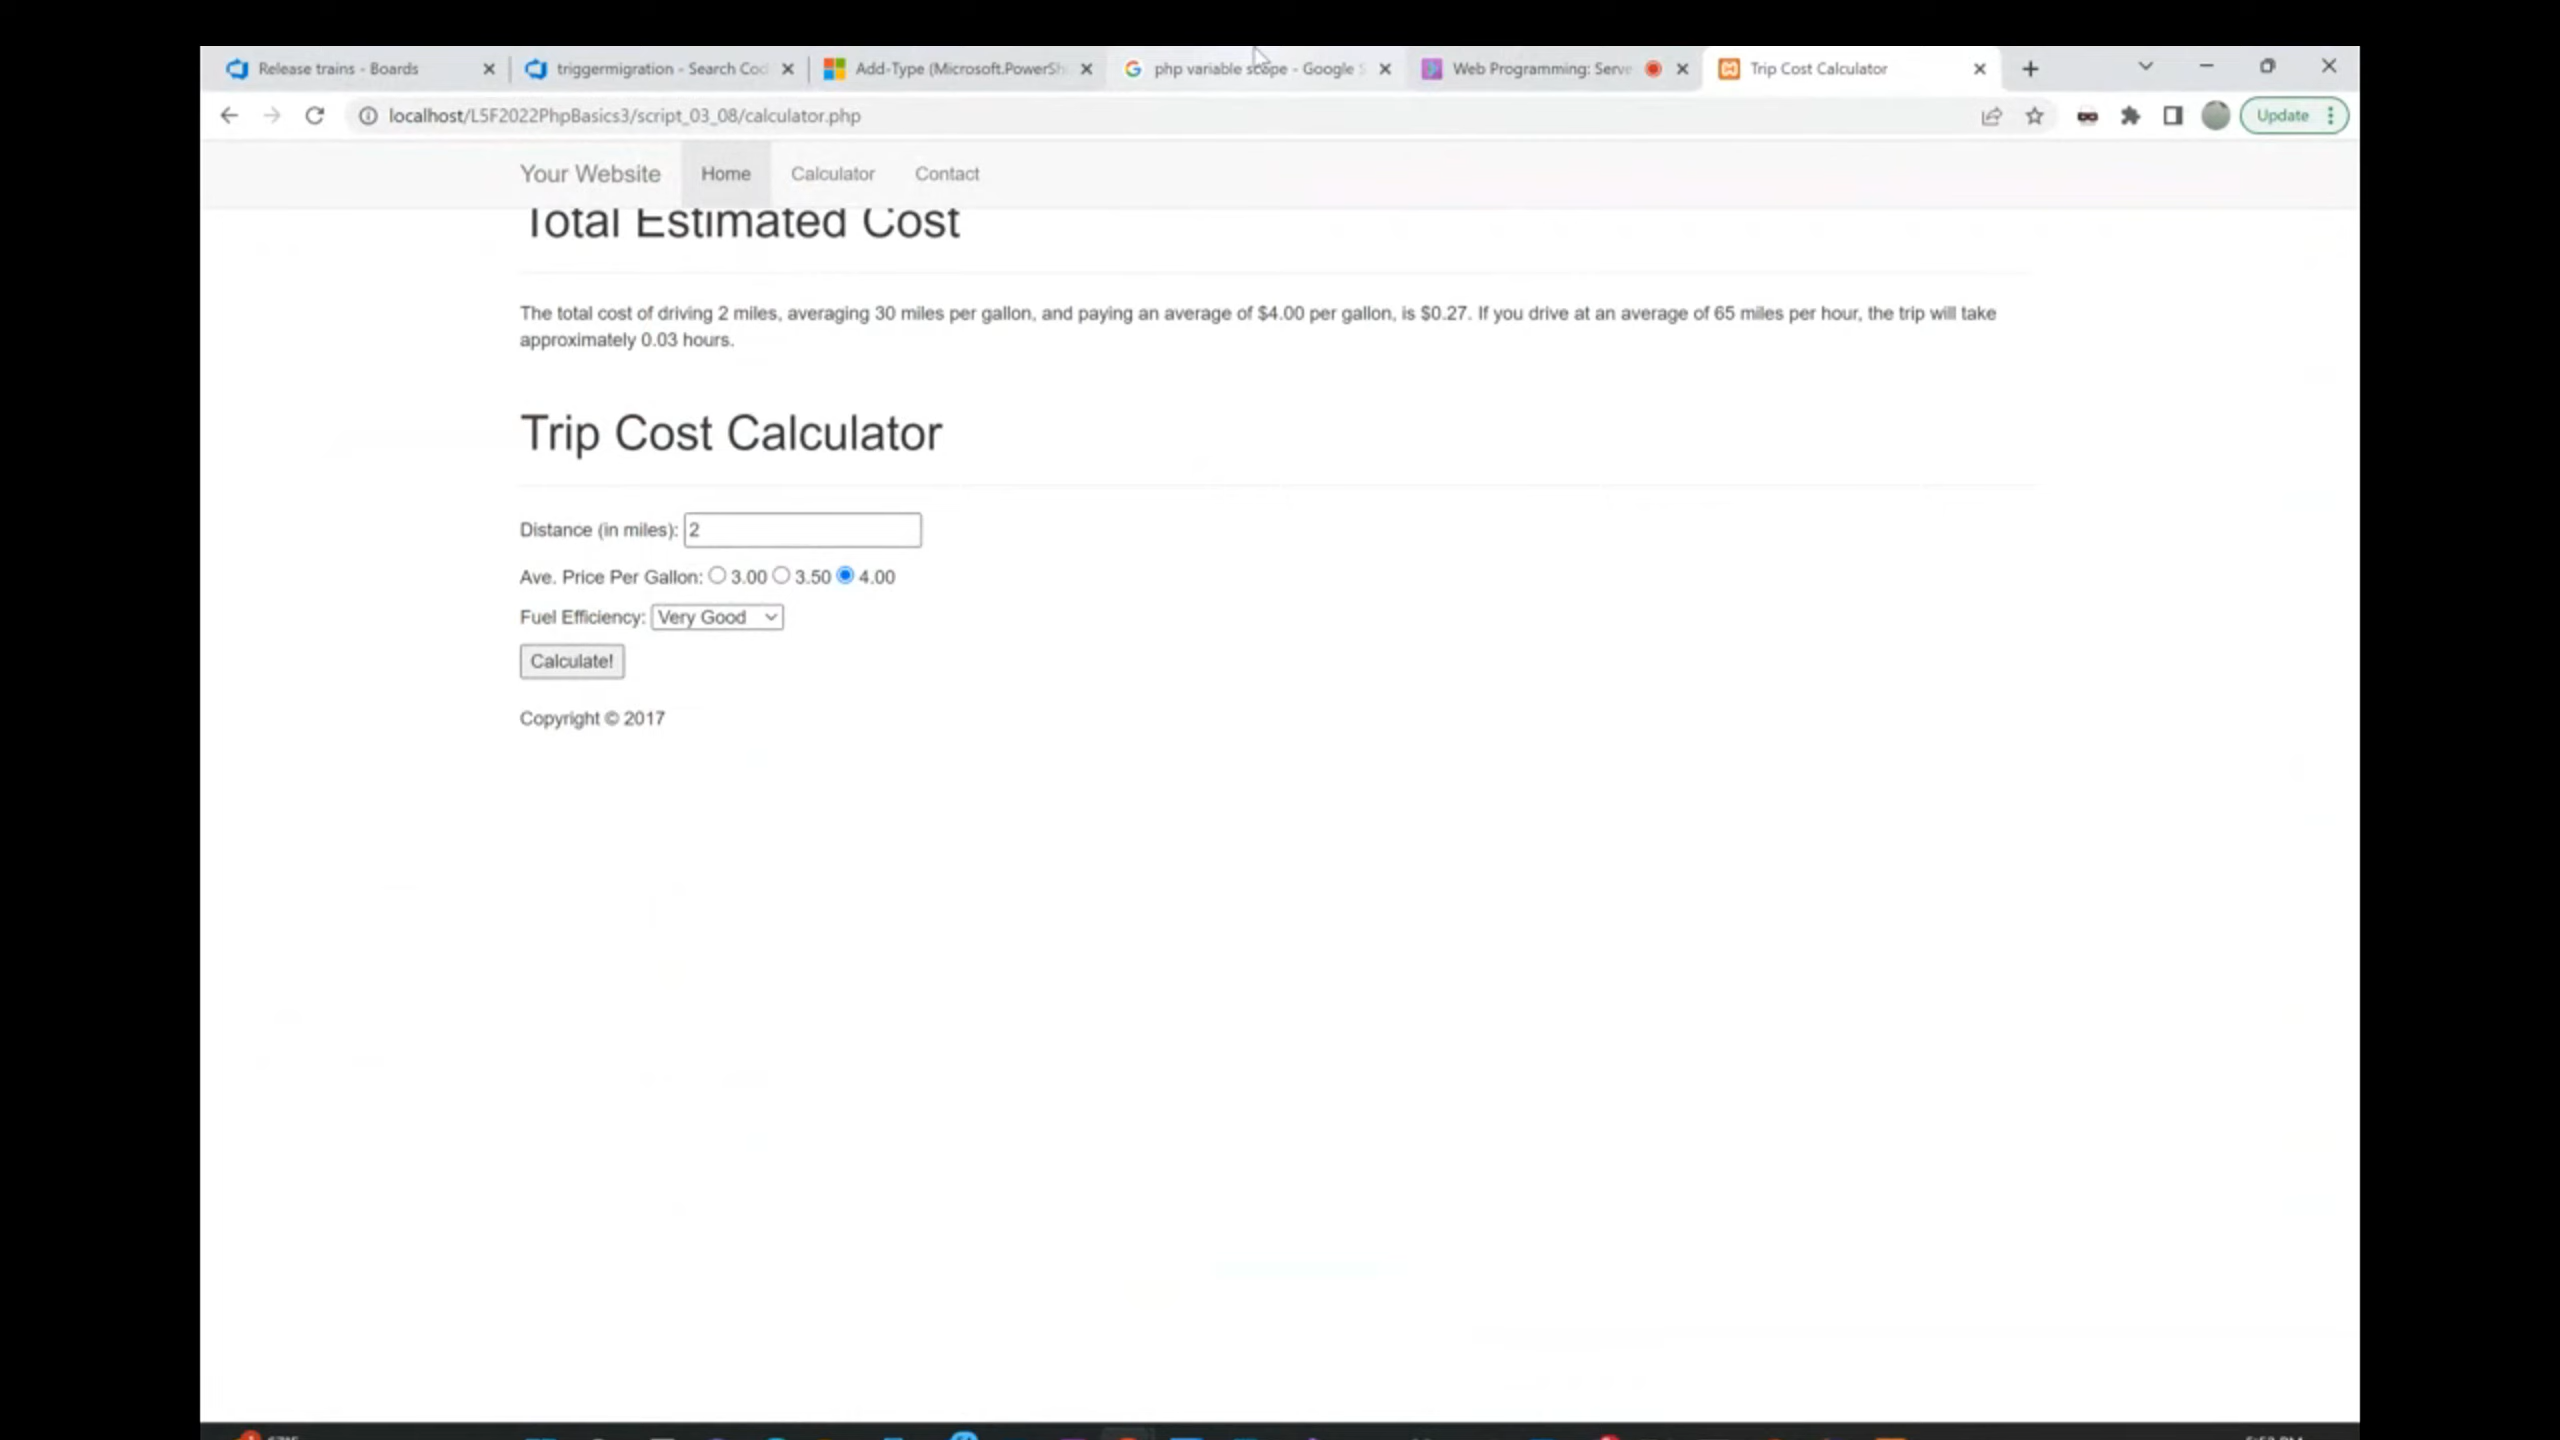 Release trains - Boards
triggermigration - Search Cod
Add-Type (Microsoft.PowerSh
php variable scope - Google S
Web Programming: Serve
Trip Cost Calculator
localhost/L5F2022PhpBasics3/script_03_08/calculator.php
Update
Your Website
Home
Calculator
Contact
Total Estimated Cost
The total cost of driving 2 miles, averaging 30 miles per gallon, and paying an average of $4.00 per gallon, is $0.27. If you drive at an average of 65 miles per hour, the trip will take
approximately 0.03 hours.
Trip Cost Calculator
Distance (in miles): 2
Ave. Price Per Gallon: 3.00 3.50 4.00
Fuel Efficiency: Very Good
Calculate!
Copyright © 2017